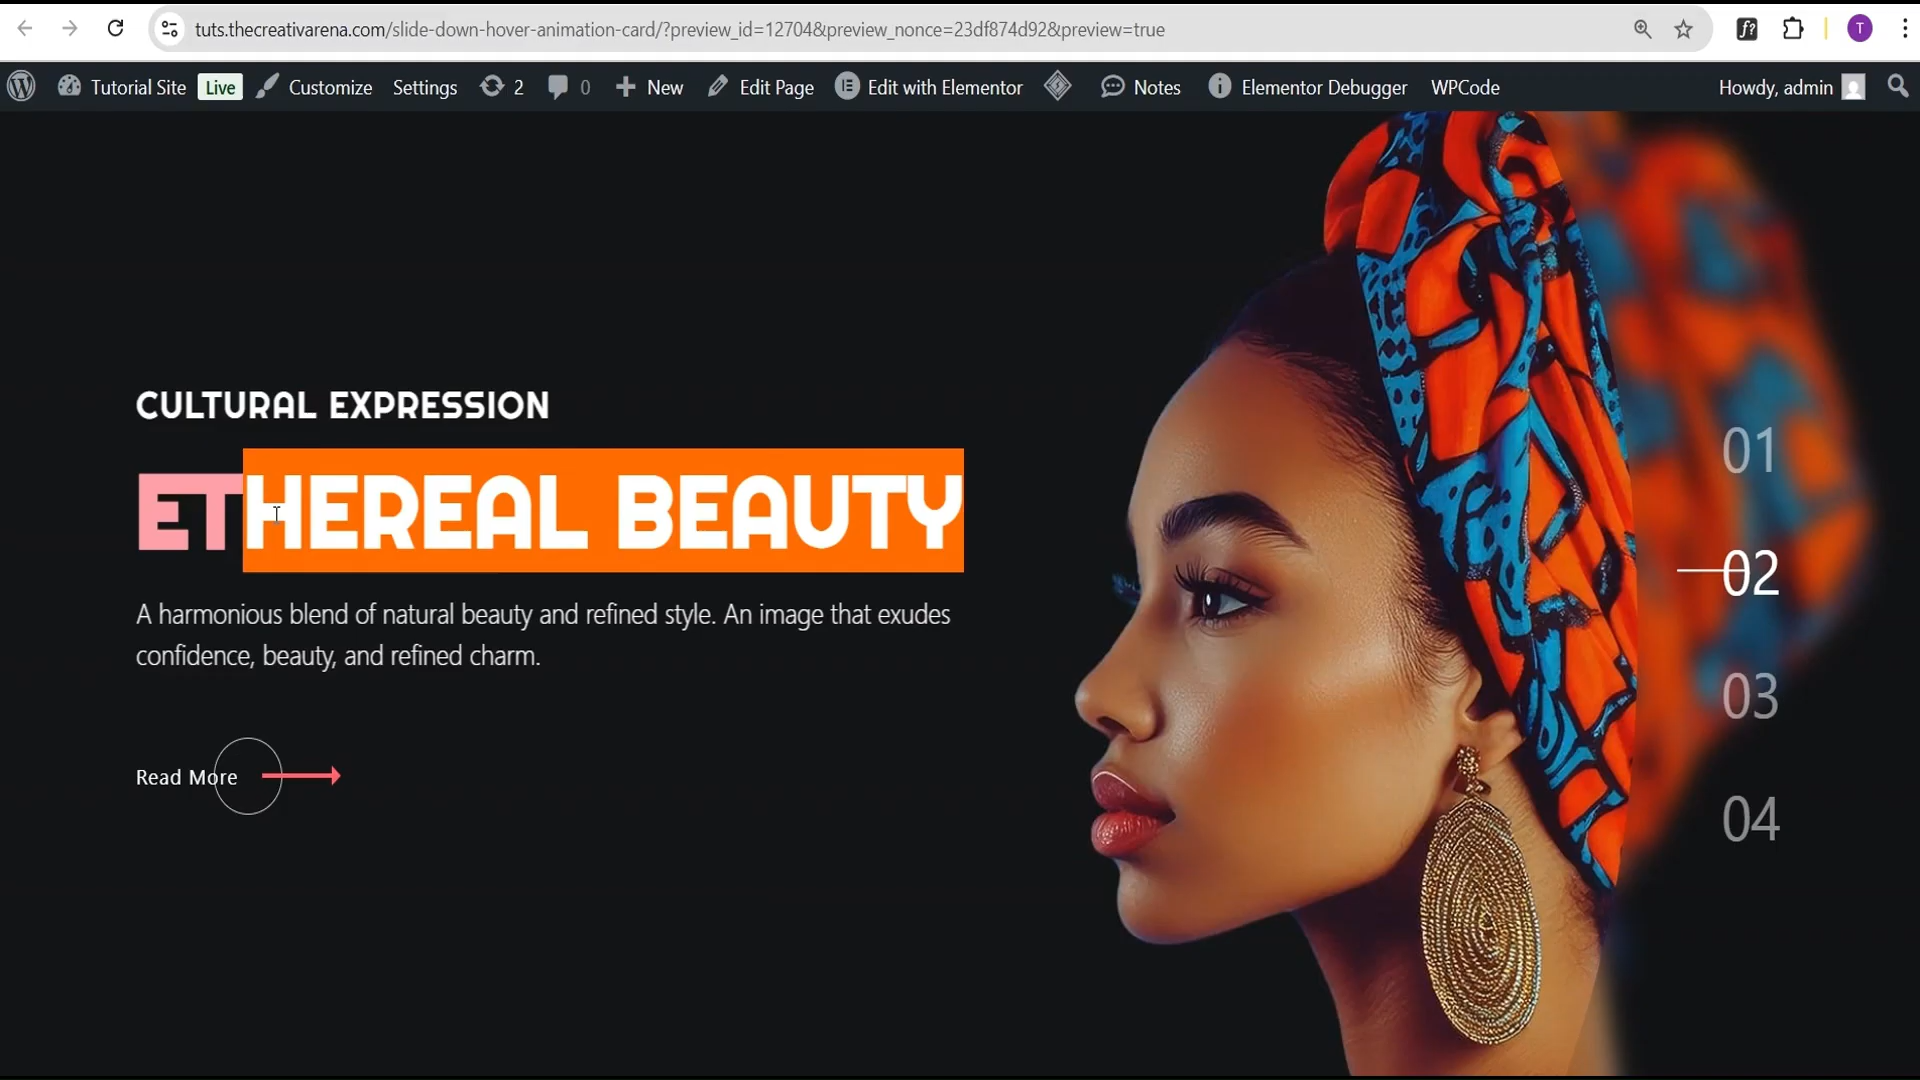 tuts.thecreativarena.com/slide-down-hover-animation-card/?preview_id=12704&preview_nonce=23df874d92&preview=true
f?
T
Tutorial Site Live Customize Settings 2 0 New Edit Page Edit with Elementor Notes Elementor Debugger WPCode Howdy, admin
CULTURAL EXPRESSION
ETHEREAL BEAUTY
A harmonious blend of natural beauty and refined style. An image that exudes
confidence, beauty, and refined charm.
Read More
01
02
03
04